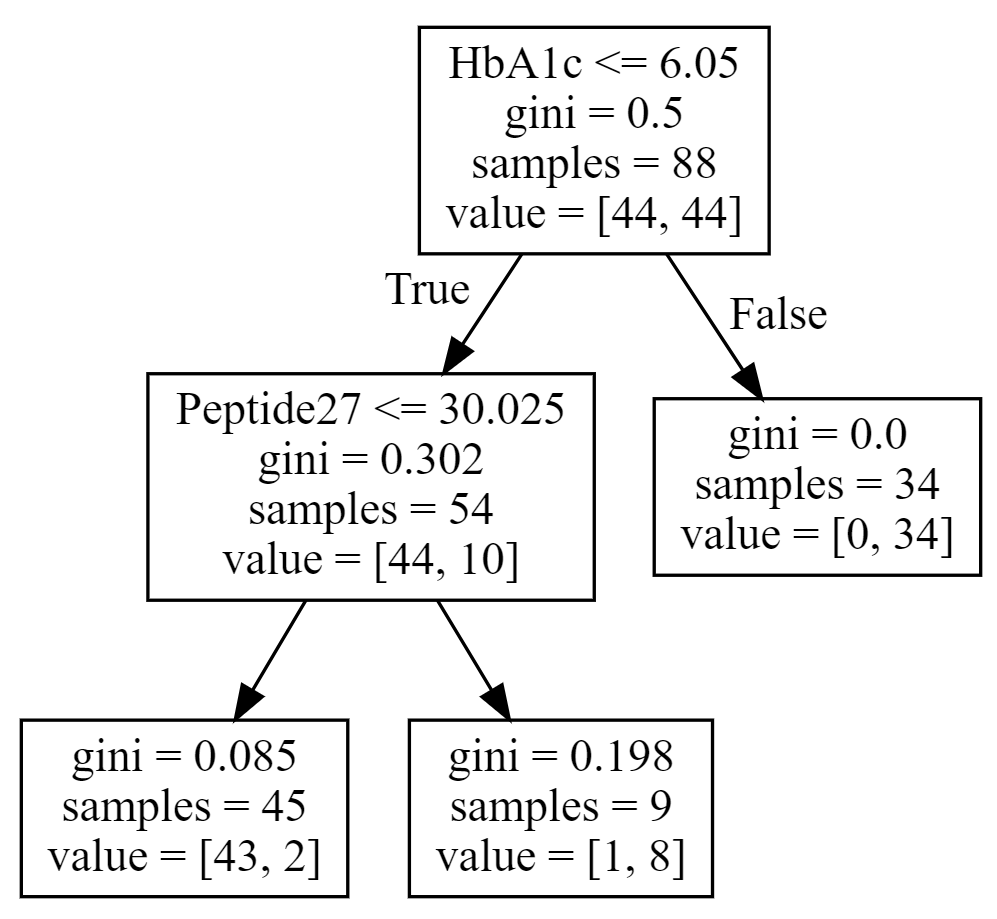 HbA1c <= 6.05
gini = 0.5
samples = 88
value = [44, 44]
True
False
Peptide27 <= 30.025
gini = 0.302
samples = 54
value = [44, 10]
gini = 0.0
samples = 34
value = [0, 34]
gini = 0.085
samples = 45
value = [43, 2]
gini = 0.198
samples = 9
value = [1, 8]